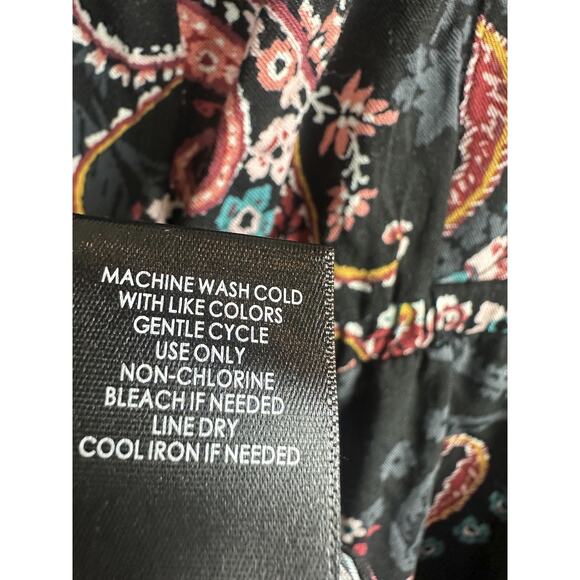 MACHINE WASH COLD
WITH LIKE COLORS
GENTLE CYCLE
USE ONLY
NON-CHLORINE
BLEACH IF NEEDED
LINE DRY
COOL IRON IF NEEDED